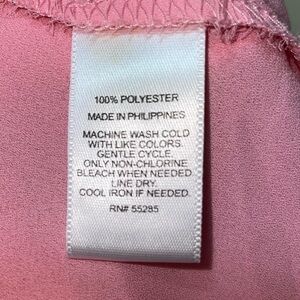 100% POLYESTER
MADE IN PHILIPPINES
MACHINE WASH COLD
WITH LIKE COLORS.
GENTLE CYCLE.
ONLY NON-CHLORINE
BLEACH WHEN NEEDED.
LINE DRY.
COOL IRON IF NEEDED.
RN# 55285